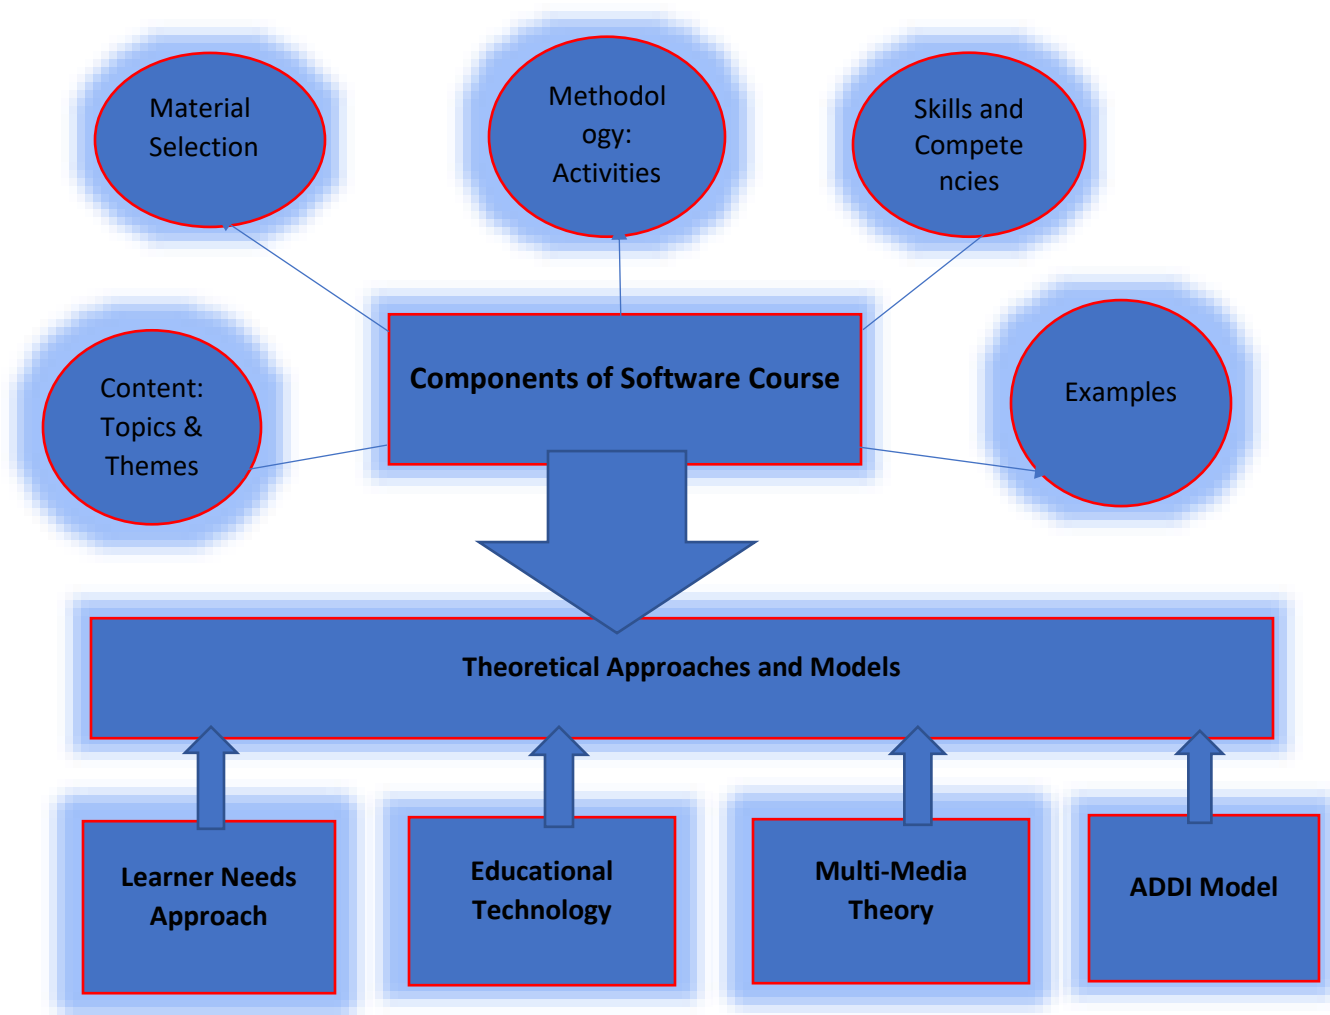 Material
Selection
Methodol
ogy:
Activities
Skills and
Compete
ncies
Content:
Topics &
Themes
Components of Software Course
Examples
Theoretical Approaches and Models
Learner Needs
Approach
Educational
Technology
Multi-Media
Theory
ADDI Model